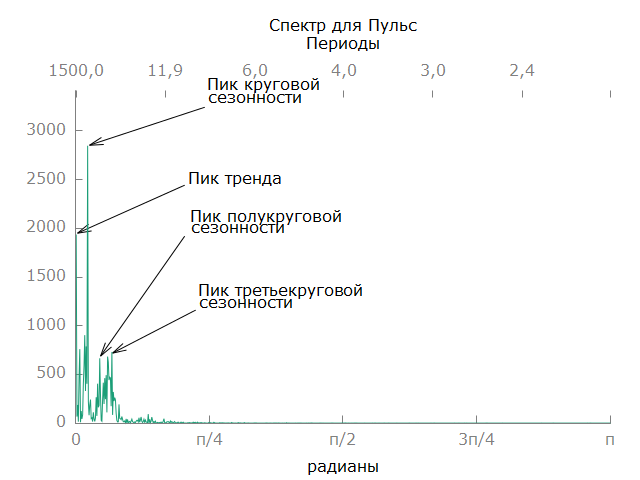 Спектр для Пульс
Периоды
1500,0 11,9 6,0 4,0 3,0 2,4
Пик круговой
сезонности
3000
2500
Пик тренда
Пик полукруговой
сезонности
2000
1500
Пик третьекруговой
сезонности
1000
500
0
0 π/4 π/2 3π/4 π
радианы